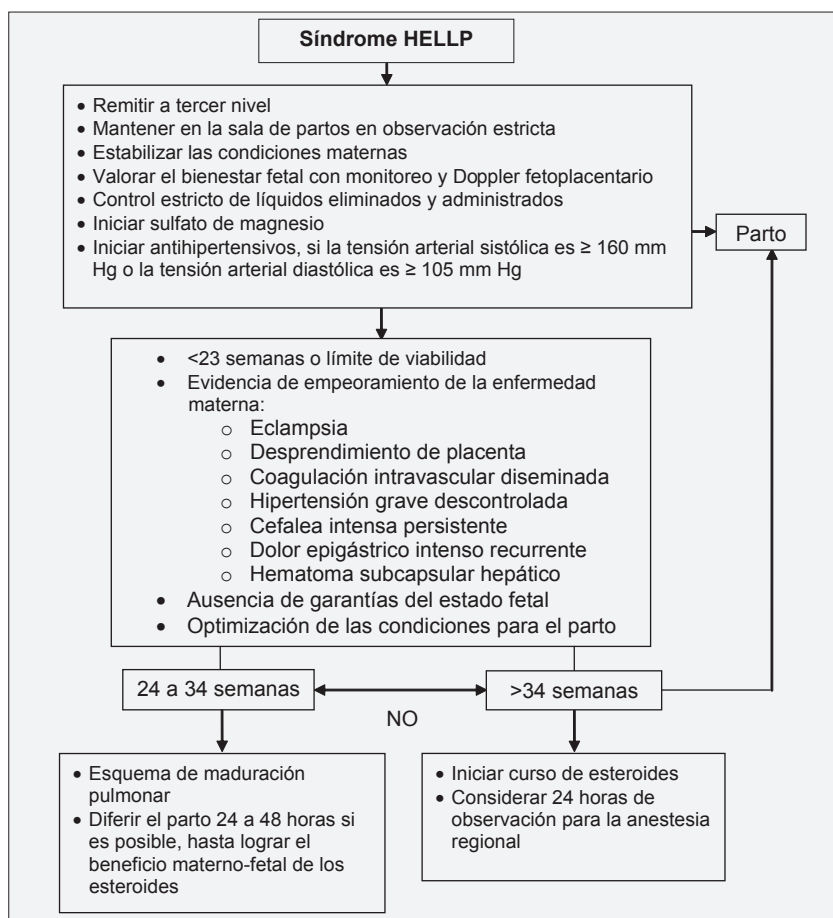 Síndrome HELLP
• Remitir a tercer nivel
• Mantener en la sala de partos en observación estricta
• Estabilizar las condiciones maternas
• Valorar el bienestar fetal con monitoreo y Doppler fetoplacentario
• Control estricto de líquidos eliminados y administrados
• Iniciar sulfato de magnesio
• Iniciar antihipertensivos, si la tensión arterial sistólica es ≥ 160 mm
Hg o la tensión arterial diastólica es ≥ 105 mm Hg
Parto
• <23 semanas o límite de viabilidad
• Evidencia de empeoramiento de la enfermedad
materna:
o Eclampsia
o Desprendimiento de placenta
o Coagulación intravascular diseminada
o Hipertensión grave descontrolada
o Cefalea intensa persistente
o Dolor epigástrico intenso recurrente
o Hematoma subcapsular hepático
• Ausencia de garantías del estado fetal
• Optimización de las condiciones para el parto
24 a 34 semanas
NO
>34 semanas
• Esquema de maduración
pulmonar
• Diferir el parto 24 a 48 horas si
es posible, hasta lograr el
beneficio materno-fetal de los
esteroides
• Iniciar curso de esteroides
• Considerar 24 horas de
observación para la anestesia
regional